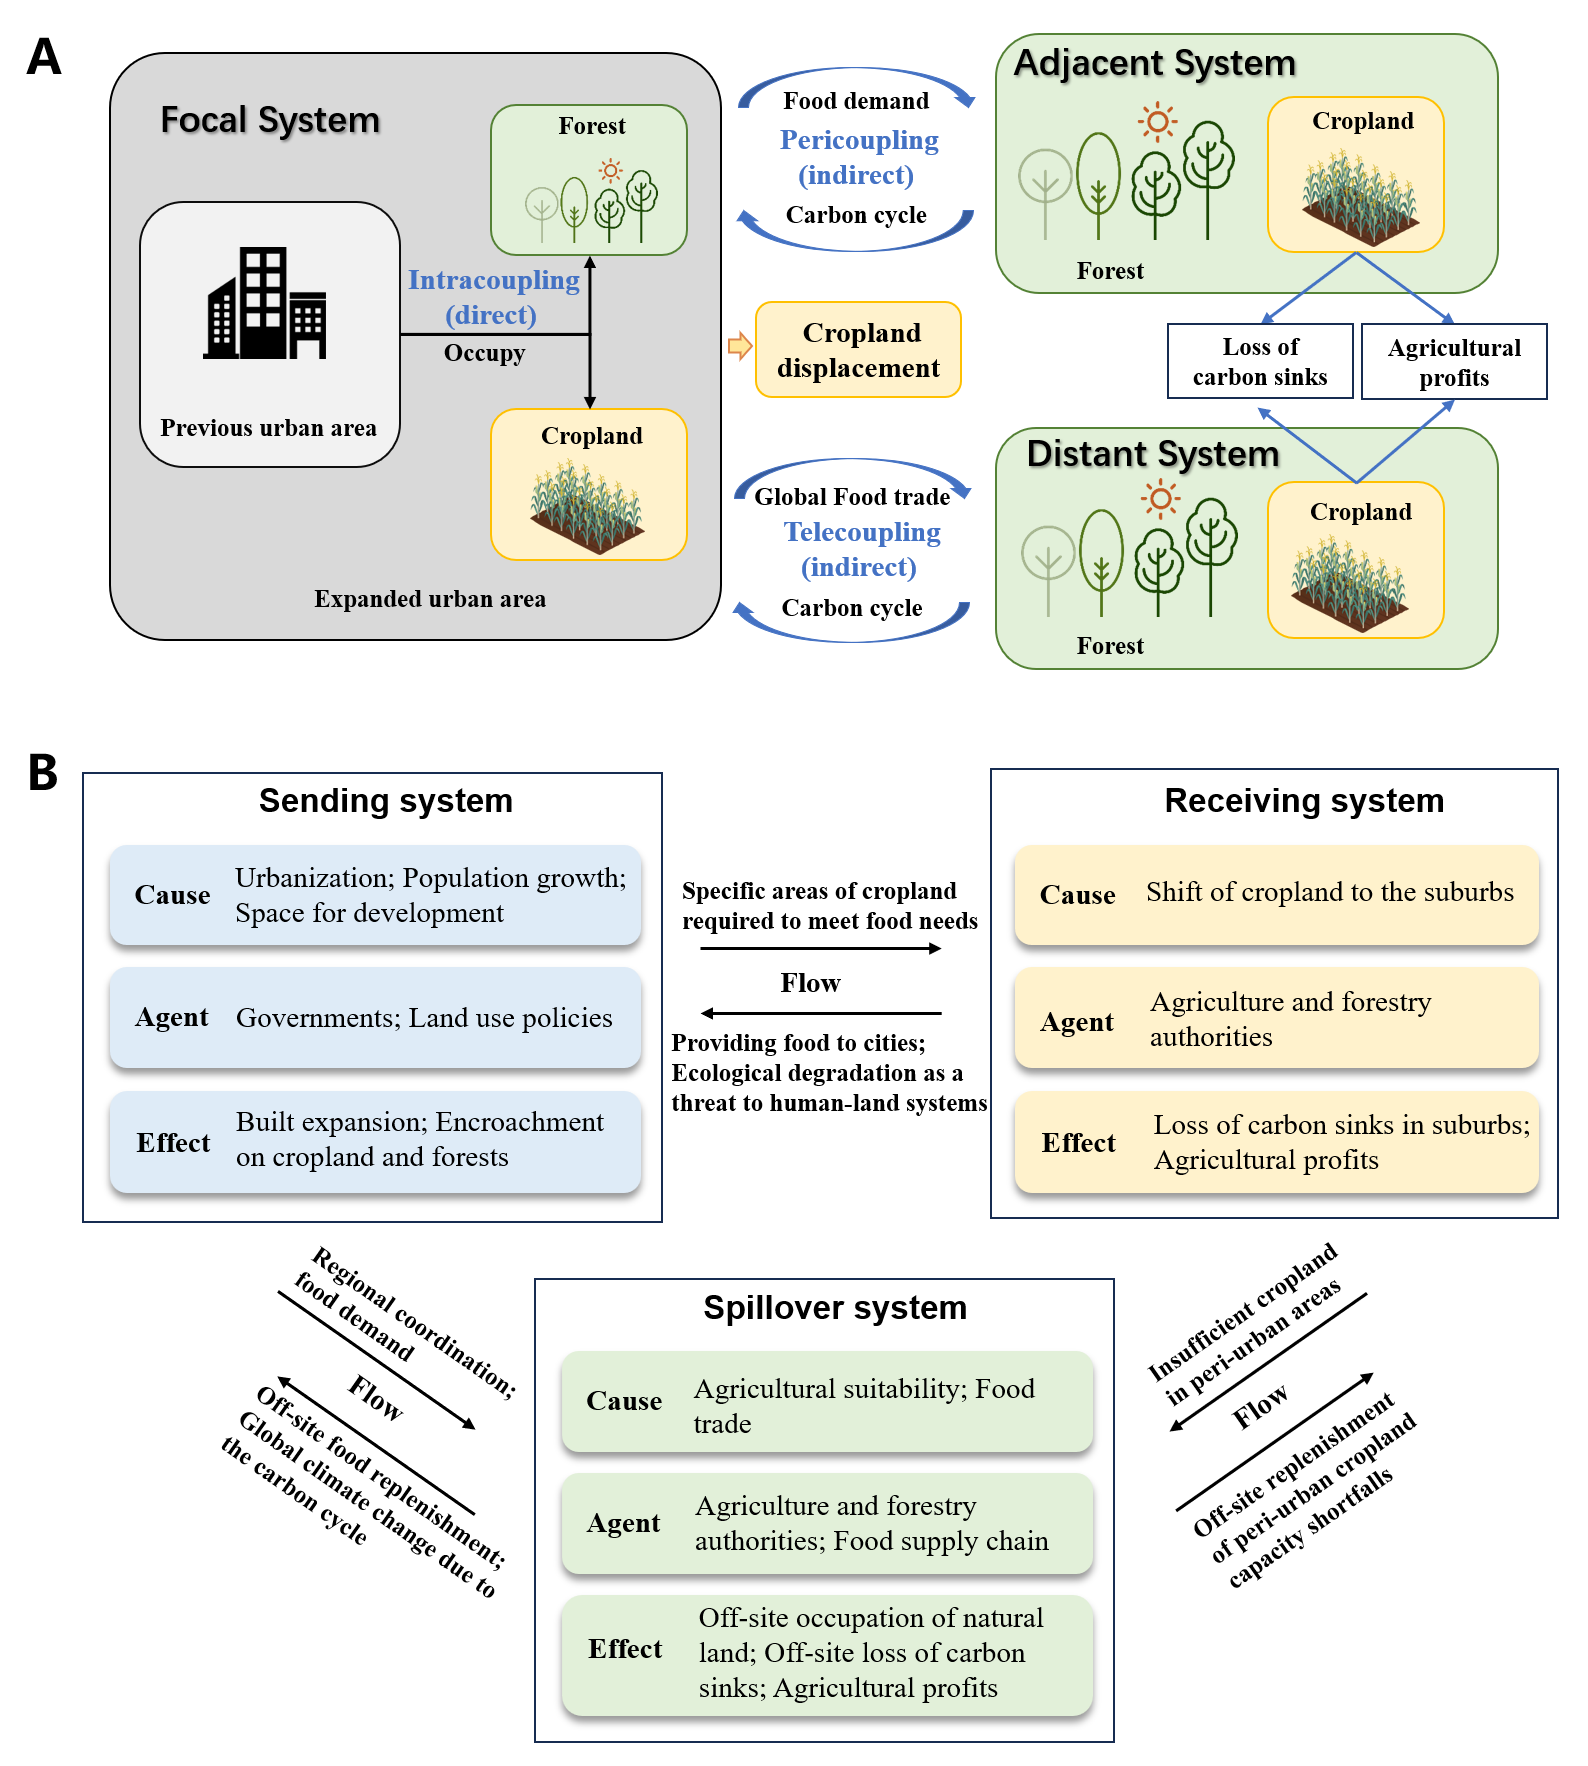 A
Focal System
Forest
Previous urban area
Intracoupling
(direct)
Occupy
Cropland
Expanded urban area
Food demand
Pericoupling
(indirect)
Carbon cycle
Cropland
displacement
Global Food trade
Telecoupling
(indirect)
Carbon cycle
Adjacent System
Cropland
Forest
Loss of
carbon sinks
Agricultural
profits
Distant System
Cropland
Forest
B
Sending system
Cause
Urbanization; Population growth;
Space for development
Agent
Governments; Land use policies
Effect
Built expansion; Encroachment
on cropland and forests
Specific areas of cropland
required to meet food needs
Flow
Providing food to cities;
Ecological degradation as a
threat to human-land systems
Receiving system
Cause
Shift of cropland to the suburbs
Agent
Agriculture and forestry
authorities
Effect
Loss of carbon sinks in suburbs;
Agricultural profits
Regional coordination;
food demand
Flow
Off-site food replenishment;
Global climate change due to
the carbon cycle
Spillover system
Cause
Agricultural suitability; Food
trade
Agent
Agriculture and forestry
authorities; Food supply chain
Effect
Off-site occupation of natural
land; Off-site loss of carbon
sinks; Agricultural profits
Insufficient cropland
in peri-urban areas
Flow
Off-site replenishment
of peri-urban cropland
capacity shortfalls